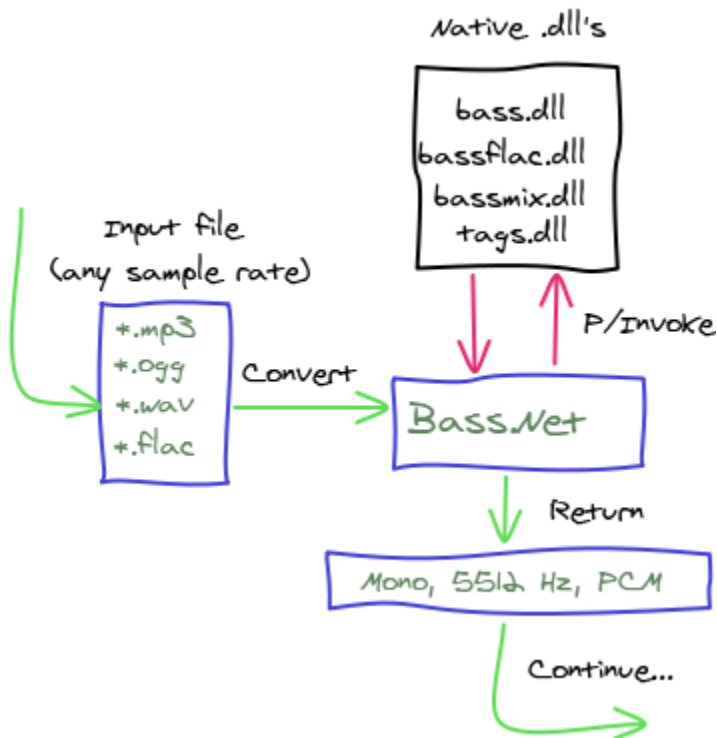 Native .dll's
bass.dll
bassflac.dll
bassmix.dll
tags.dll
Input file
(any sample rate)
*.mp3
*.ogg
*.wav
*.flac
Convert
P/Invoke
Bass.Net
Return
Mono, 5512 Hz, PCM
Continue...